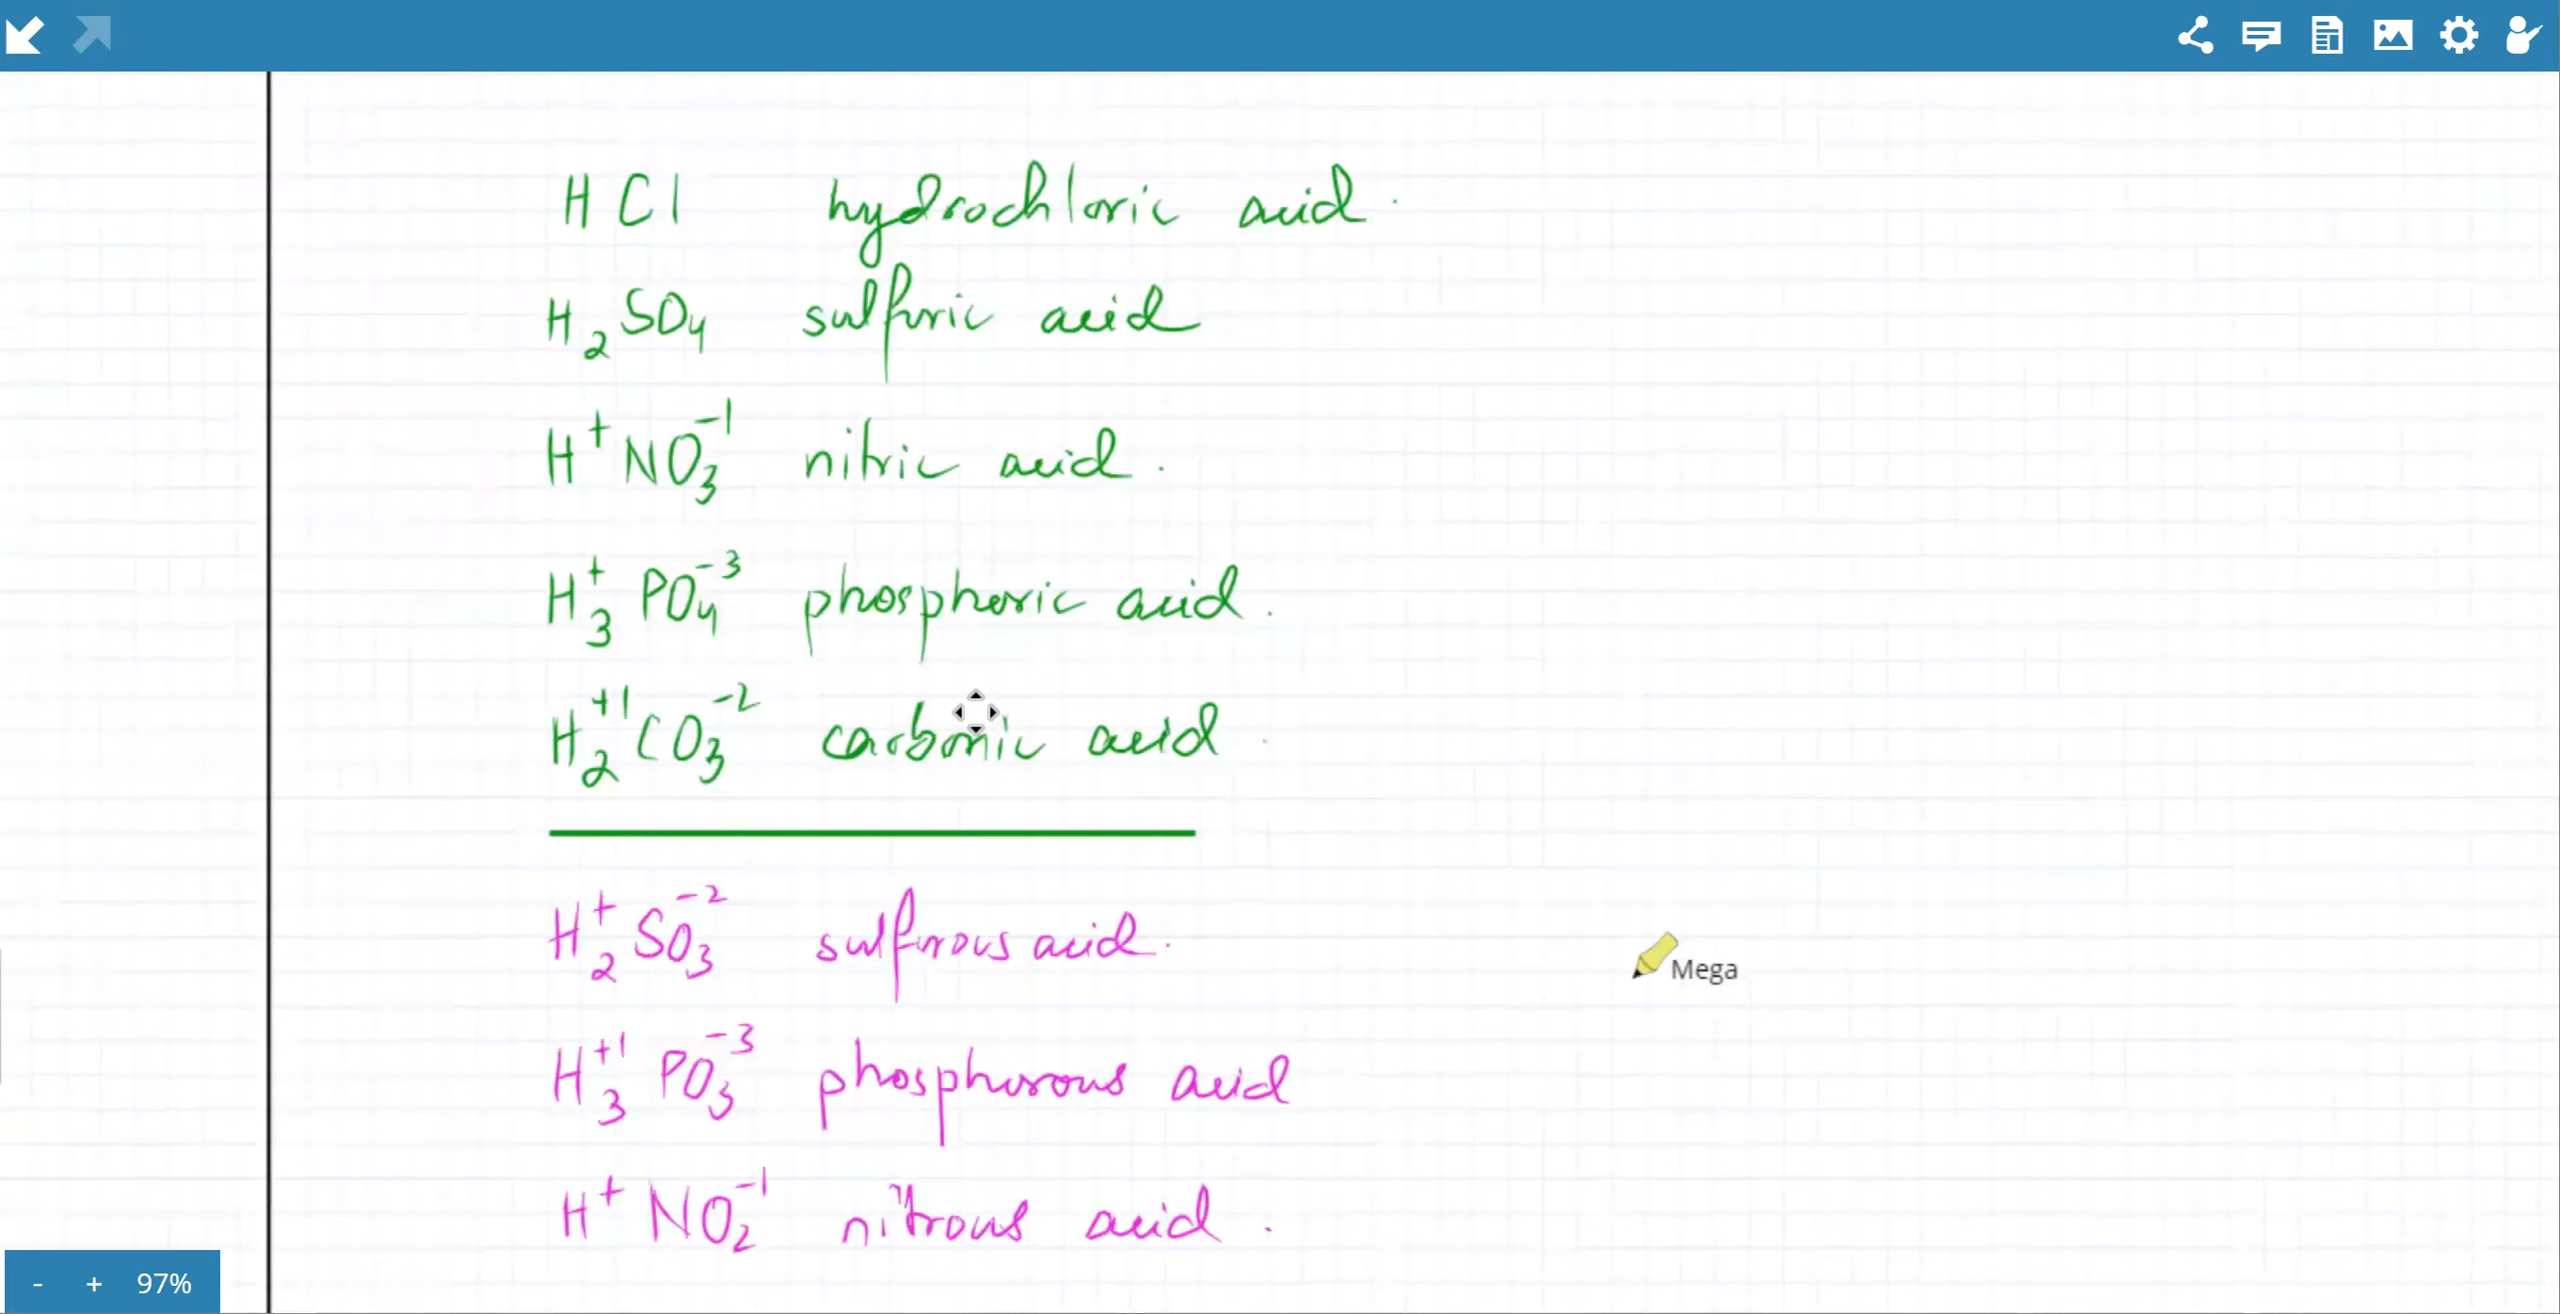 HCl hydrochloric acid.
H₂SO₄ sulfuric acid
H⁺NO₃⁻¹ nitric acid.
H₃⁺PO₄⁻³ phosphoric acid.
H₂⁺¹CO₃⁻² carbonic acid.
H₂⁺SO₃⁻² sulfurous acid.
Mega
H₃⁺¹PO₃⁻³ phosphorous acid
H⁺NO₂⁻¹ nitrous acid.
- + 97%